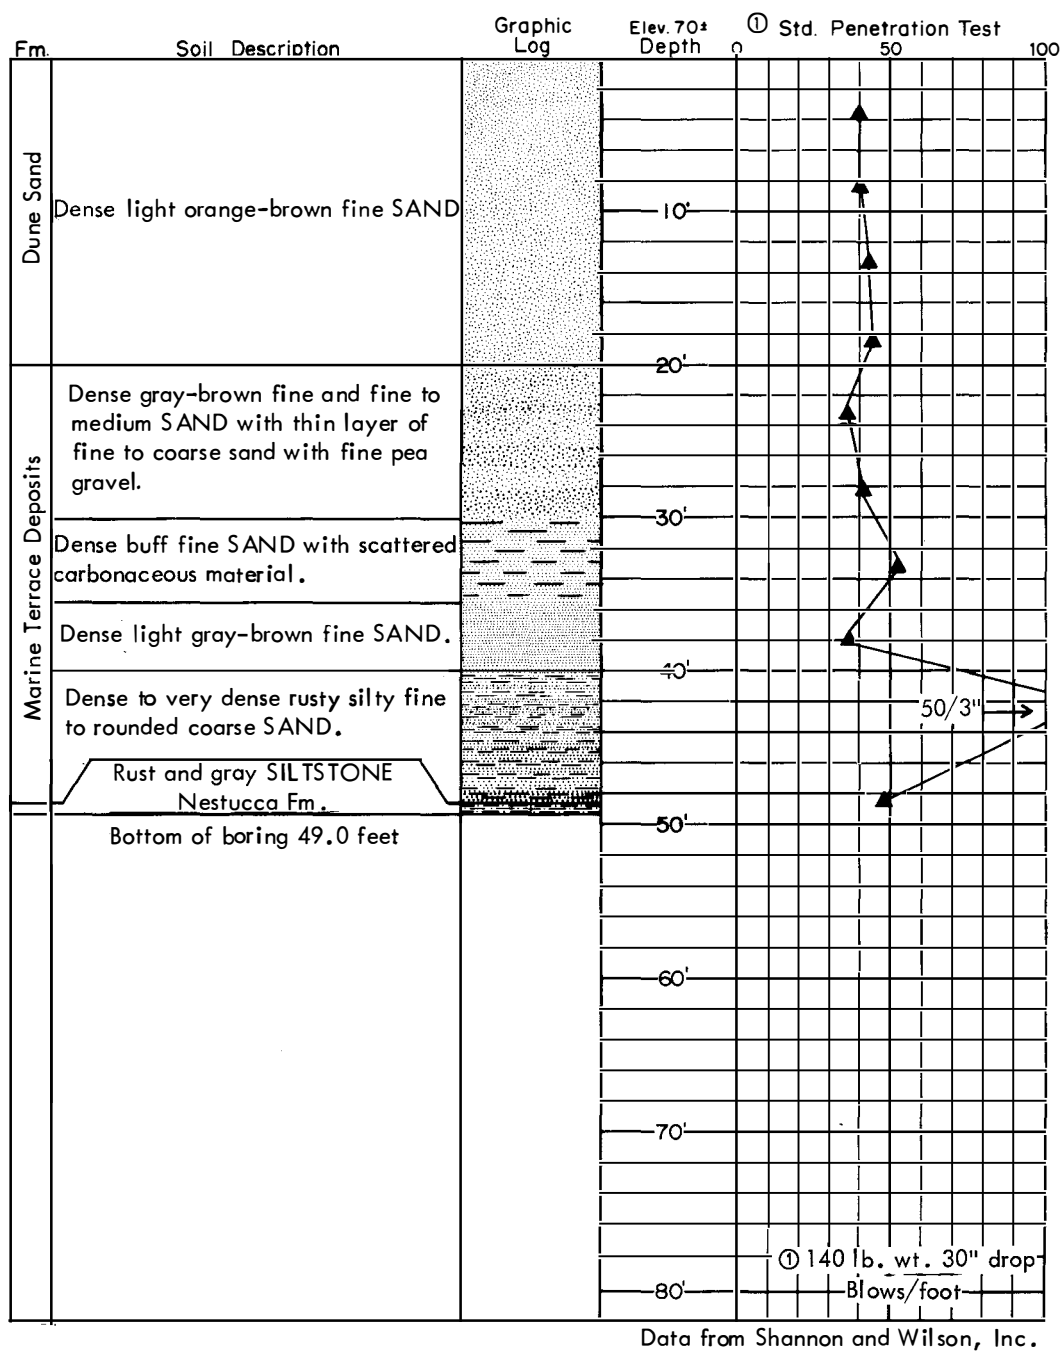 Fm.
Soil Description
Graphic
Log
Elev. 70±
Depth
① Std. Penetration Test
0 50 100
Dune Sand
Dense light orange-brown fine SAND
10'
20'
Marine Terrace Deposits
Dense gray-brown fine and fine to
medium SAND with thin layer of
fine to coarse sand with fine pea
gravel.
30'
Dense buff fine SAND with scattered
carbonaceous material.
Dense light gray-brown fine SAND.
40'
Dense to very dense rusty silty fine
to rounded coarse SAND.
50/3"
Rust and gray SILTSTONE
Nestucca Fm.
50'
Bottom of boring 49.0 feet
60'
70'
① 140 lb. wt. 30" drop
80'
Blows/foot
Data from Shannon and Wilson, Inc.